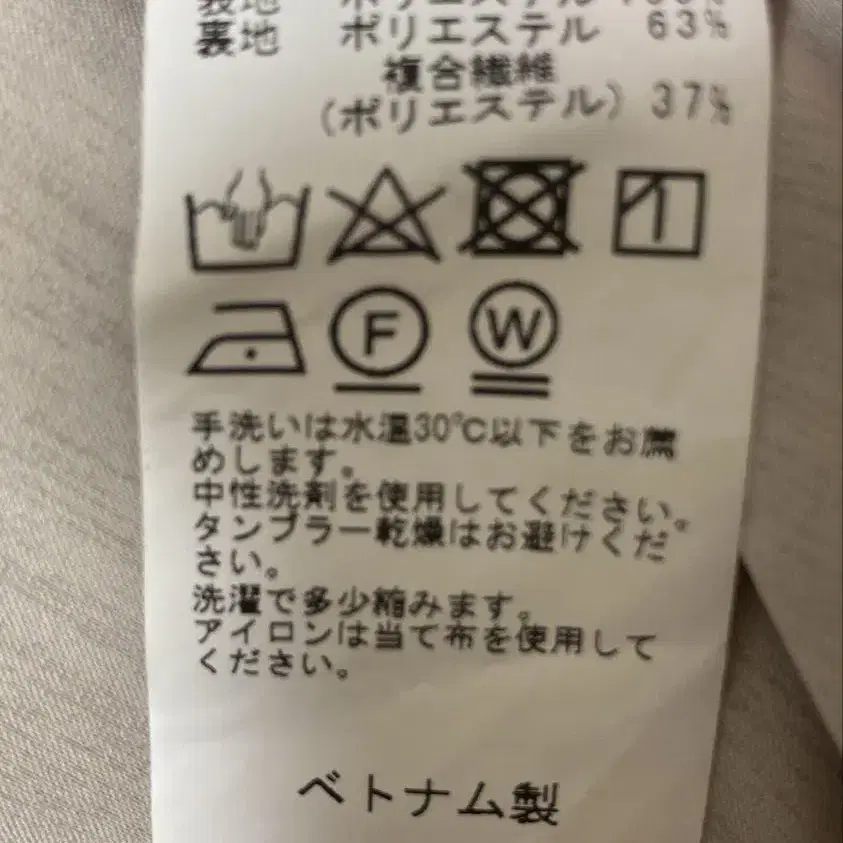 裏地 ポリエステル 63%
複合繊維
(ポリエステル) 37%
F W
手洗いは水温30℃以下をお薦
めします。
中性洗剤を使用してください。
タンブラー乾燥はお避けくだ
さい。
洗濯で多少縮みます。
アイロンは当て布を使用して
ください。
ベトナム製